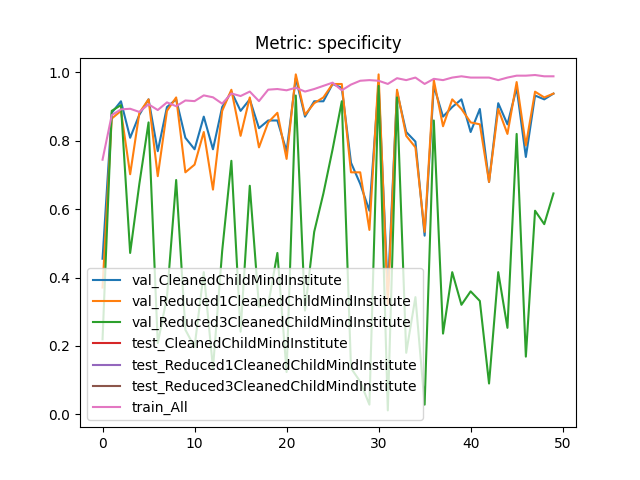 Metric: specificity
1.0
0.8
0.6
0.4
0.2
0.0
val_CleanedChildMindInstitute
val_Reduced1CleanedChildMindInstitute
val_Reduced3CleanedChildMindInstitute
test_CleanedChildMindInstitute
test_Reduced1CleanedChildMindInstitute
test_Reduced3CleanedChildMindInstitute
train_All
0 10 20 30 40 50